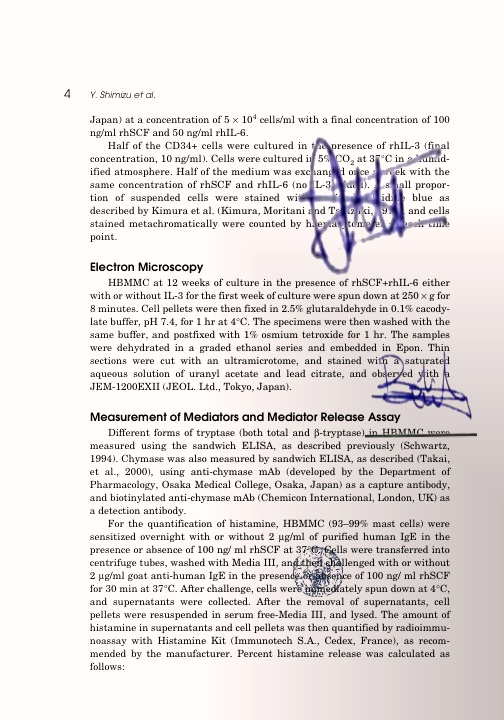 4
Y. Shimizu et al.
Japan) at a concentration of 5 × 10⁴ cells/ml with a final concentration of 100
ng/ml rhSCF and 50 ng/ml rhIL-6.
Half of the CD34+ cells were cultured in the presence of rhIL-3 (final
concentration, 10 ng/ml). Cells were cultured in 5% CO₂ at 37°C in a humid-
ified atmosphere. Half of the medium was exchanged once a week with the
same concentration of rhSCF and rhIL-6 (no IL-3 A small propor-
tion of suspended cells were stained with blue as
described by Kimura et al. (Kimura, Moritani and and cells
stained metachromatically were counted by time
point.
Electron Microscopy
HBMMC at 12 weeks of culture in the presence of rhSCF+rhIL-6 either
with or without IL-3 for the first week of culture were spun down at 250 × g for
8 minutes. Cell pellets were then fixed in 2.5% glutaraldehyde in 0.1% cacody-
late buffer, pH 7.4, for 1 hr at 4°C. The specimens were then washed with the
same buffer, and postfixed with 1% osmium tetroxide for 1 hr. The samples
were dehydrated in a graded ethanol series and embedded in Epon. Thin
sections were cut with an ultramicrotome, and stained with a saturated
aqueous solution of uranyl acetate and lead citrate, and observed with a
JEM-1200EXII (JEOL. Ltd., Tokyo, Japan).
Measurement of Mediators and Mediator Release Assay
Different forms of tryptase (both total and β-tryptase) in HBMMC were
measured using the sandwich ELISA, as described previously (Schwartz,
1994). Chymase was also measured by sandwich ELISA, as described (Takai,
et al., 2000), using anti-chymase mAb (developed by the Department of
Pharmacology, Osaka Medical College, Osaka, Japan) as a capture antibody,
and biotinylated anti-chymase mAb (Chemicon International, London, UK) as
a detection antibody.
For the quantification of histamine, HBMMC (93–99% mast cells) were
sensitized overnight with or without 2 µg/ml of purified human IgE in the
presence or absence of 100 ng/ ml rhSCF at 37°C. Cells were transferred into
centrifuge tubes, washed with Media III, and then challenged with or without
2 µg/ml goat anti-human IgE in the presence or absence of 100 ng/ ml rhSCF
for 30 min at 37°C. After challenge, cells were immediately spun down at 4°C,
and supernatants were collected. After the removal of supernatants, cell
pellets were resuspended in serum free-Media III, and lysed. The amount of
histamine in supernatants and cell pellets was then quantified by radioimmu-
noassay with Histamine Kit (Immunotech S.A., Cedex, France), as recom-
mended by the manufacturer. Percent histamine release was calculated as
follows: